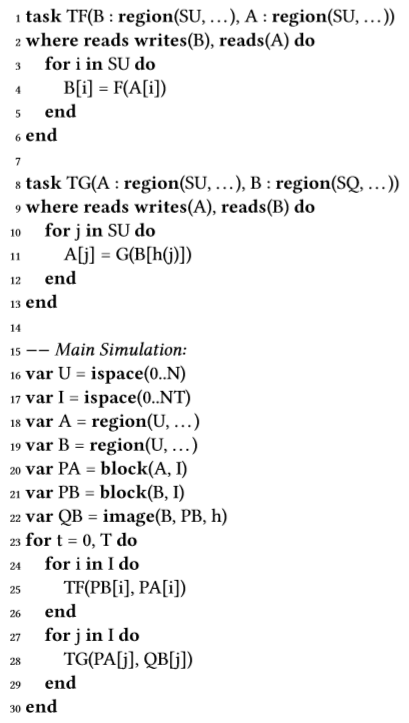 1 task TF(B : region(SU, …), A : region(SU, …))
2 where reads writes(B), reads(A) do
3 for i in SU do
4 B[i] = F(A[i])
5 end
6 end
7
8 task TG(A : region(SU, …), B : region(SQ, …))
9 where reads writes(A), reads(B) do
10 for j in SU do
11 A[j] = G(B[h(j)])
12 end
13 end
14
15 −− Main Simulation:
16 var U = ispace(0..N)
17 var I = ispace(0..NT)
18 var A = region(U, …)
19 var B = region(U, …)
20 var PA = block(A, I)
21 var PB = block(B, I)
22 var QB = image(B, PB, h)
23 for t = 0, T do
24 for i in I do
25 TF(PB[i], PA[i])
26 end
27 for j in I do
28 TG(PA[j], QB[j])
29 end
30 end